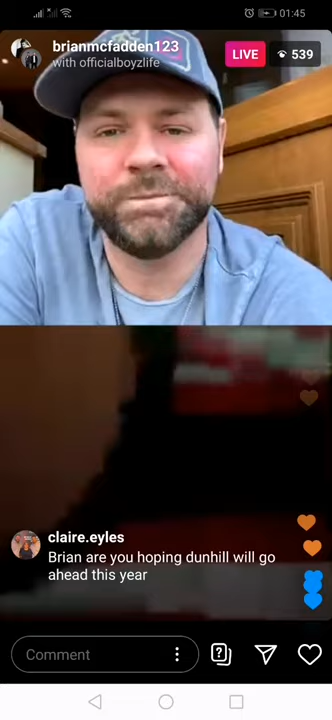 01:45
brianmcfadden123
with officialboyzlife
LIVE
539
claire.eyles
Brian are you hoping dunhill will go
ahead this year
Comment